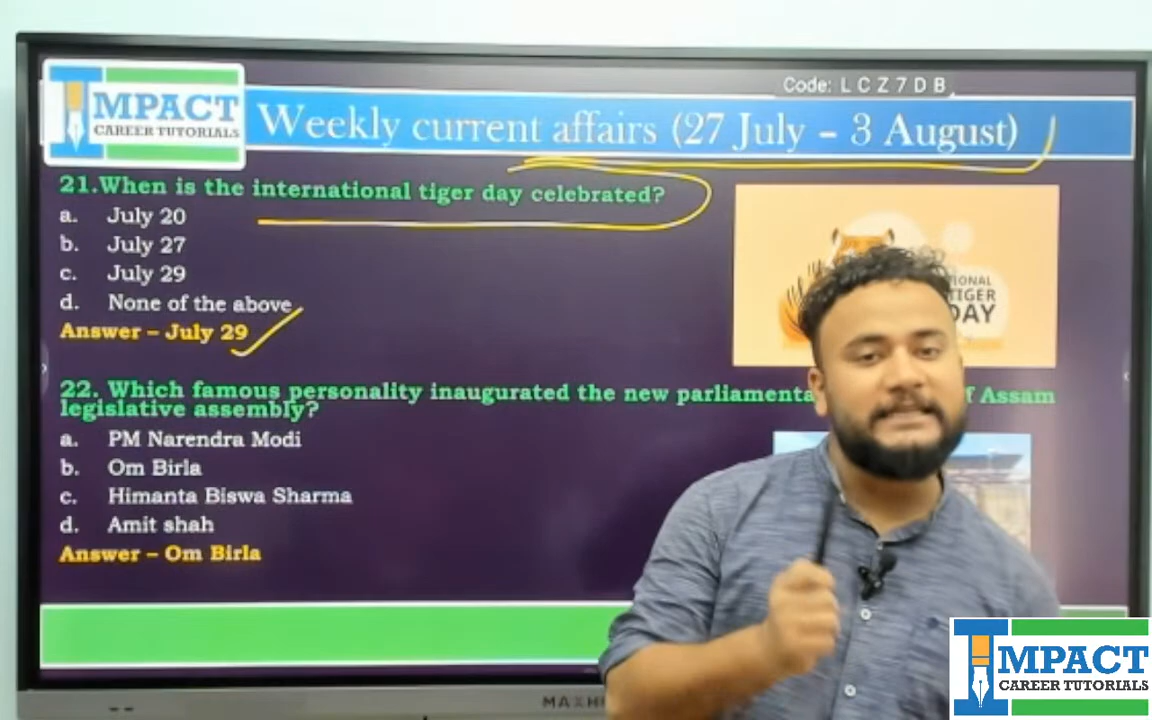 Code: L C Z 7 D B
IMPACT
CAREER TUTORIALS
Weekly current affairs (27 July – 3 August)
21.When is the international tiger day celebrated?
a. July 20
b. July 27
c. July 29
d. None of the above
Answer – July 29
TIGER
DAY
22. Which famous personality inaugurated the new parliamenta
f Assam
legislative assembly?
a. PM Narendra Modi
b. Om Birla
c. Himanta Biswa Sharma
d. Amit shah
Answer – Om Birla
MAXH
IMPACT
CAREER TUTORIALS